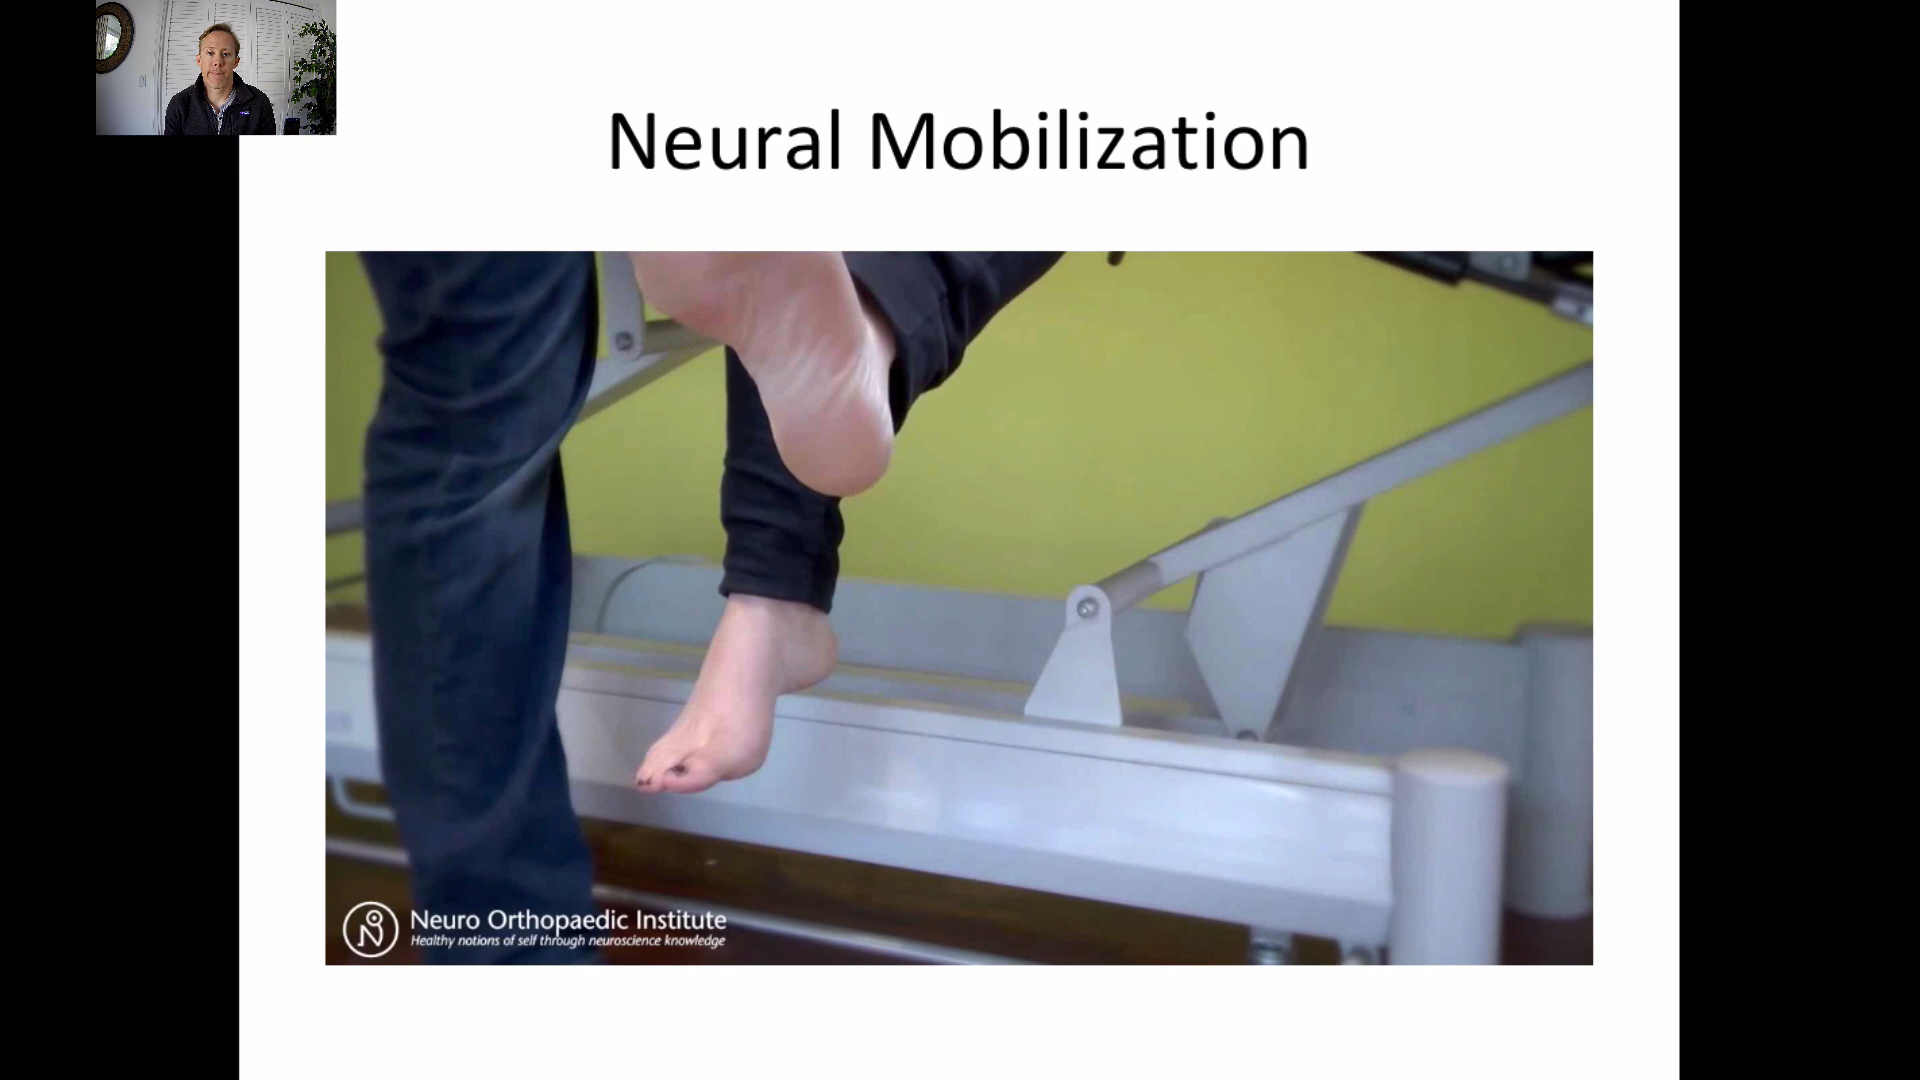 Neural Mobilization
Neuro Orthopaedic Institute
Healthy notions of self through neuroscience knowledge